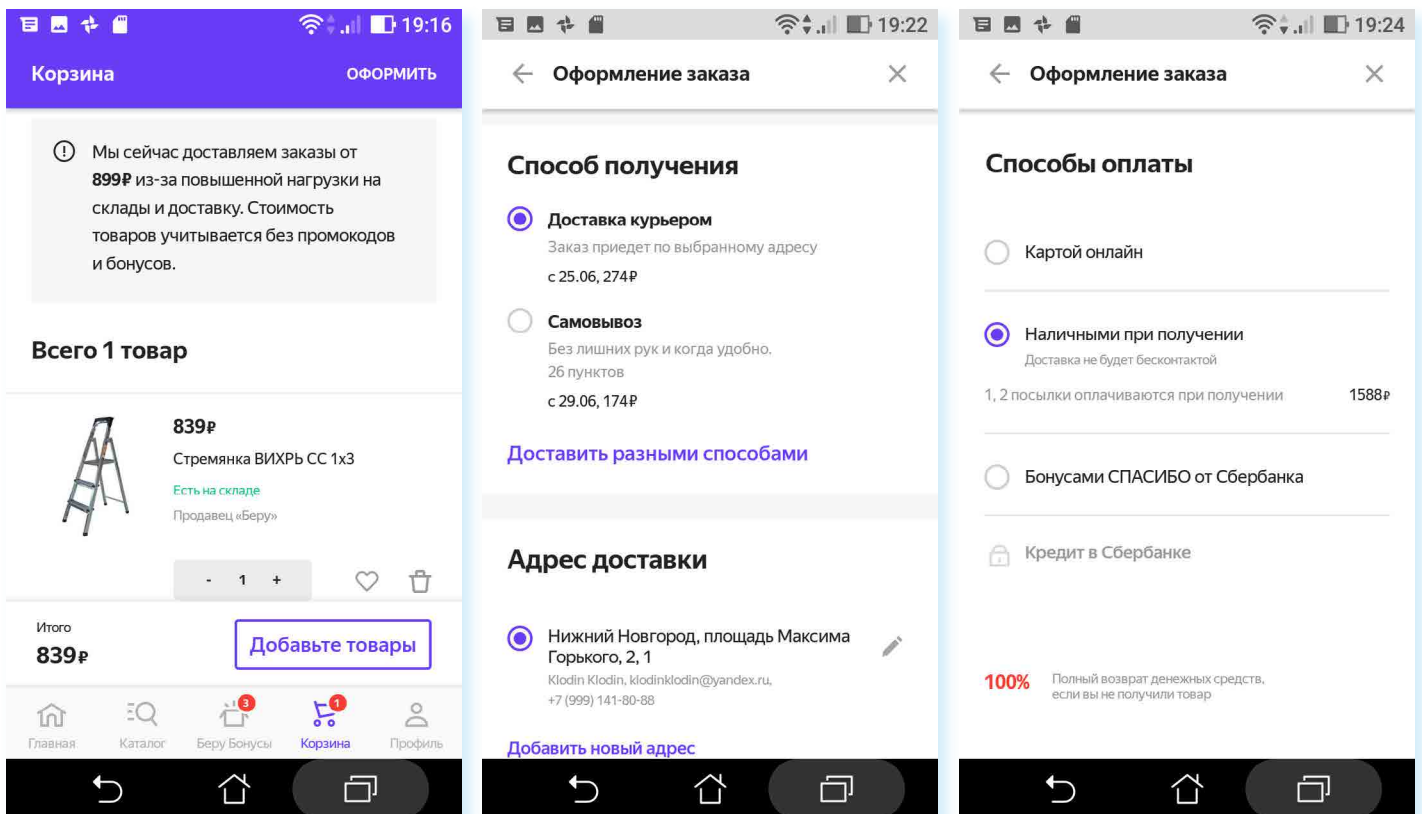 19:16
Корзина
ОФОРМИТЬ
Мы сейчас доставляем заказы от
899₽ из-за повышенной нагрузки на
склады и доставку. Стоимость
товаров учитывается без промокодов
и бонусов.
Всего 1 товар
839₽
Стремянка ВИХРЬ СС 1х3
Есть на складе
Продавец «Беру»
- 1 +
Итого
839₽
Добавьте товары
3
1
Главная
Каталог
Беру Бонусы
Корзина
Профиль
19:22
Оформление заказа
Способ получения
Доставка курьером
Заказ приедет по выбранному адресу
с 25.06, 274₽
Самовывоз
Без лишних рук и когда удобно.
26 пунктов
с 29.06, 174₽
Доставить разными способами
Адрес доставки
Нижний Новгород, площадь Максима
Горького, 2, 1
Klodin Klodin, klodinklodin@yandex.ru,
+7 (999) 141-80-88
Добавить новый адрес
19:24
Оформление заказа
Способы оплаты
Картой онлайн
Наличными при получении
Доставка не будет бесконтактой
1, 2 посылки оплачиваются при получении
1588₽
Бонусами СПАСИБО от Сбербанка
Кредит в Сбербанке
100%
Полный возврат денежных средств,
если вы не получили товар